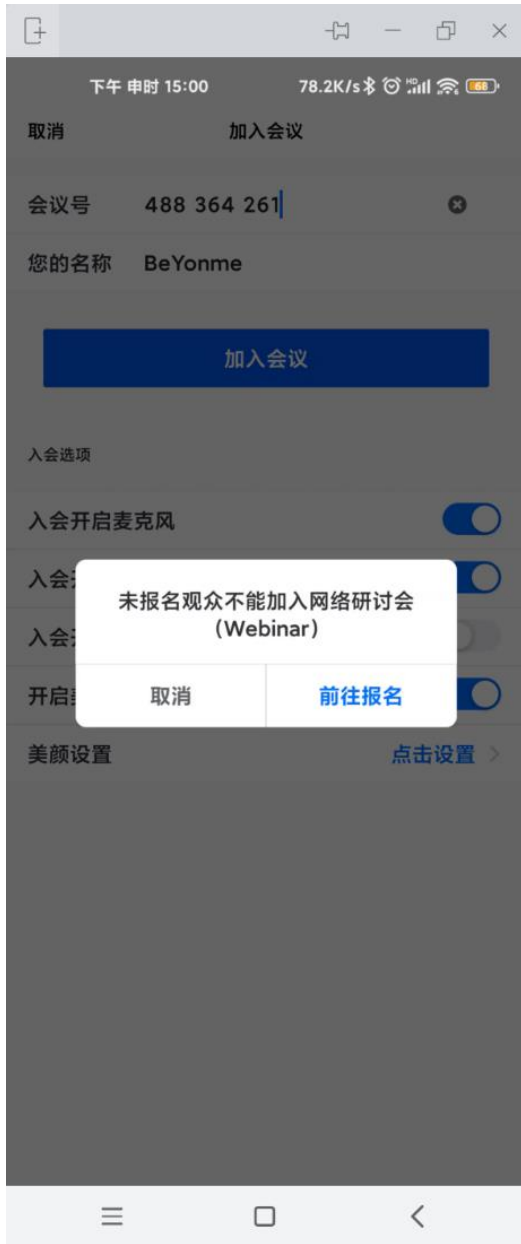 下午 申时 15:00 78.2K/s HD 68
取消 加入会议
会议号 488 364 261
您的名称 BeYonme
加入会议
入会选项
入会开启麦克风
入会
未报名观众不能加入网络研讨会
(Webinar)
入会
开启
取消 前往报名
美颜设置 点击设置